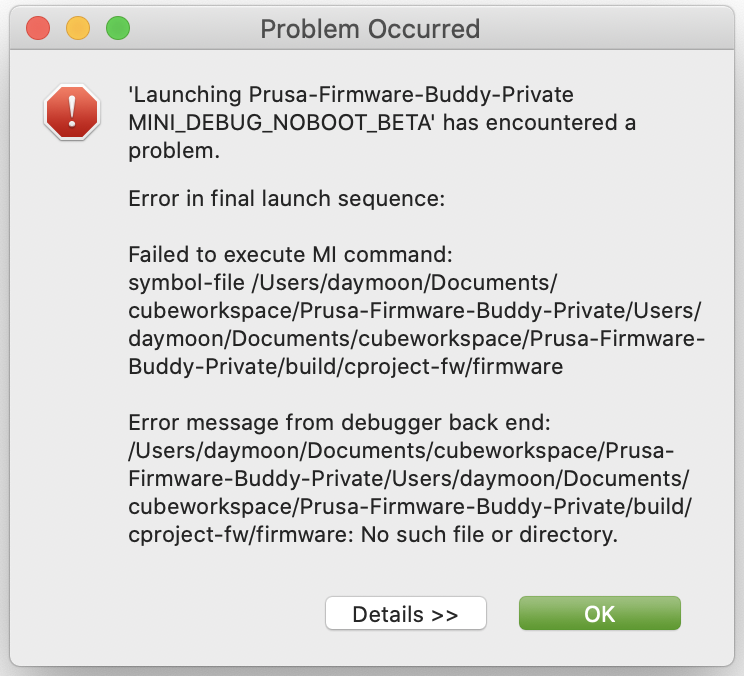 Problem Occurred
'Launching Prusa-Firmware-Buddy-Private
MINI_DEBUG_NOBOOT_BETA' has encountered a
problem.
Error in final launch sequence:
Failed to execute MI command:
symbol-file /Users/daymoon/Documents/
cubeworkspace/Prusa-Firmware-Buddy-Private/Users/
daymoon/Documents/cubeworkspace/Prusa-Firmware-
Buddy-Private/build/cproject-fw/firmware
Error message from debugger back end:
/Users/daymoon/Documents/cubeworkspace/Prusa-
Firmware-Buddy-Private/Users/daymoon/Documents/
cubeworkspace/Prusa-Firmware-Buddy-Private/build/
cproject-fw/firmware: No such file or directory.
Details >>
OK